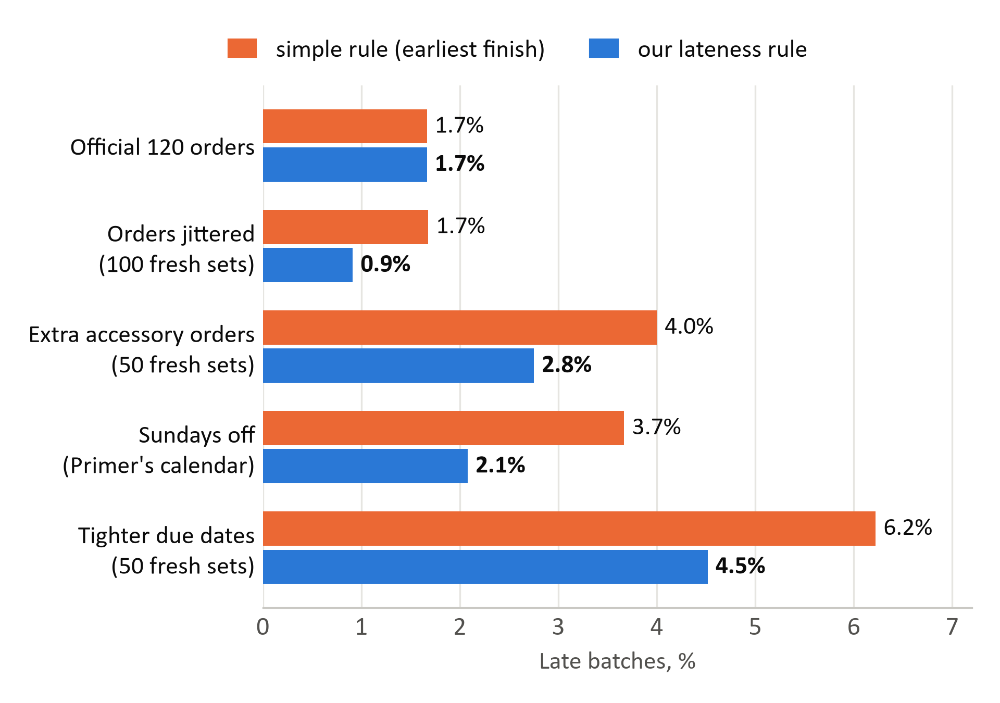 simple rule (earliest finish) our lateness rule
Official 120 orders
1.7%
1.7%
Orders jittered
(100 fresh sets)
1.7%
0.9%
Extra accessory orders
(50 fresh sets)
4.0%
2.8%
Sundays off
(Primer's calendar)
3.7%
2.1%
Tighter due dates
(50 fresh sets)
6.2%
4.5%
0 1 2 3 4 5 6 7
Late batches, %